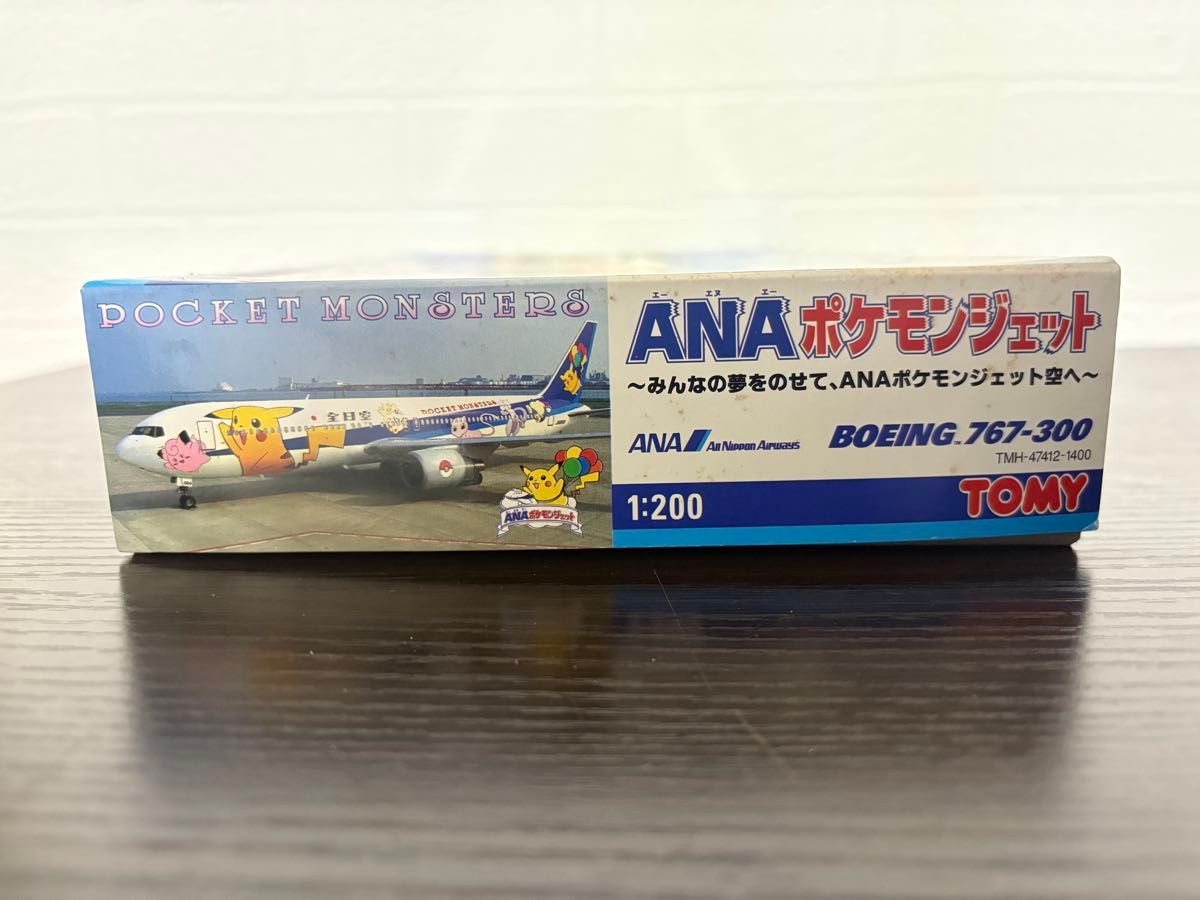 POCKET MONSTERS
全日空
POCKET MONSTERS
ANAポケモンジェット
エー エヌ エー
ANAポケモンジェット
～みんなの夢をのせて、ANAポケモンジェット空へ～
ANA All Nippon Airways
BOEING™ 767-300
TMH-47412-1400
1:200
TOMY